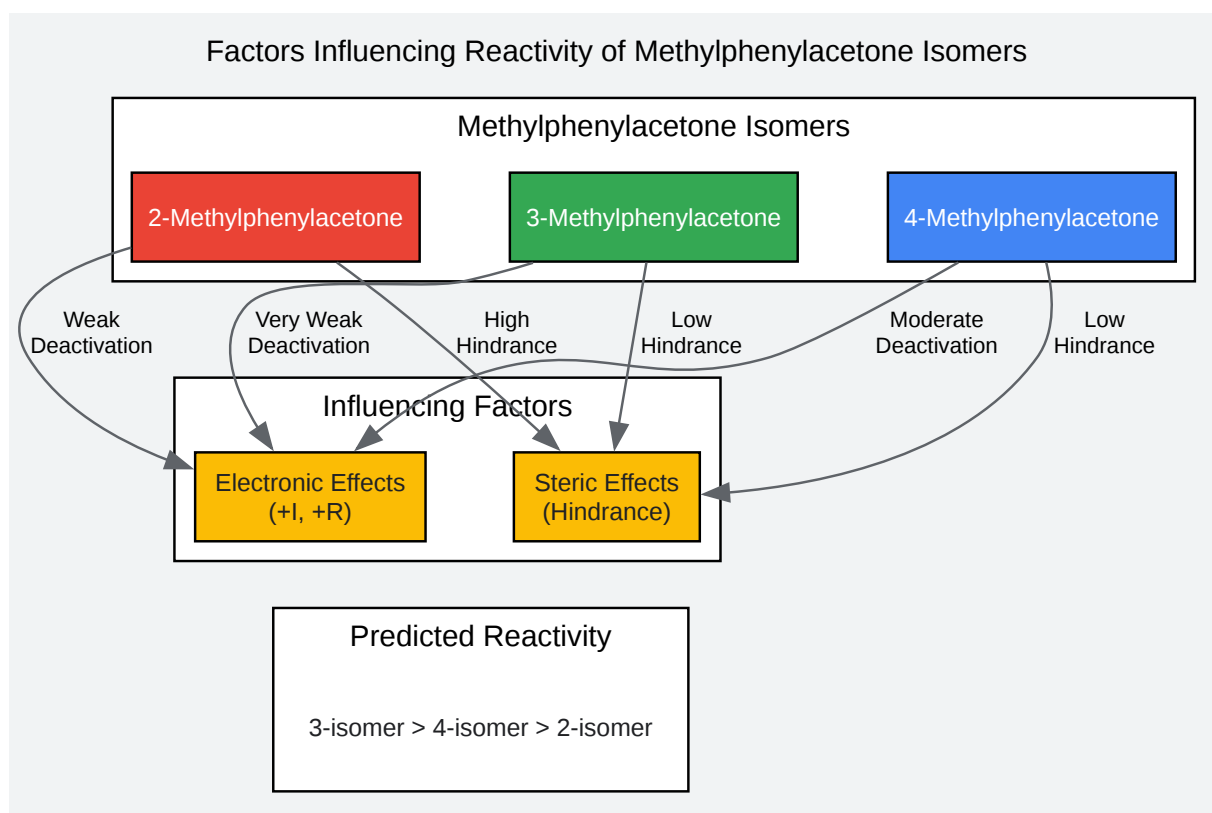 Factors Influencing Reactivity of Methylphenylacetone Isomers
Methylphenylacetone Isomers
2-Methylphenylacetone
3-Methylphenylacetone
4-Methylphenylacetone
Weak
Deactivation
Very Weak
Deactivation
High
Hindrance
Low
Hindrance
Moderate
Deactivation
Low
Hindrance
Influencing Factors
Electronic Effects
(+I, +R)
Steric Effects
(Hindrance)
Predicted Reactivity
3-isomer > 4-isomer > 2-isomer